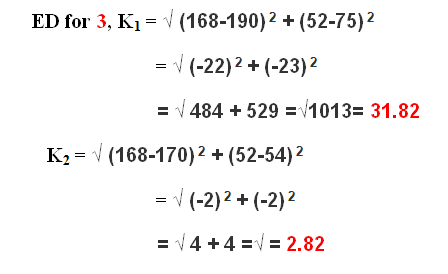 ED for 3, K₁ = √ (168-190)² + (52-75)²
= √ (-22)² + (-23)²
= √ 484 + 529 =√1013= 31.82
K₂ = √ (168-170)² + (52-54)²
= √ (-2)² + (-2)²
= √ 4 + 4 =√ = 2.82